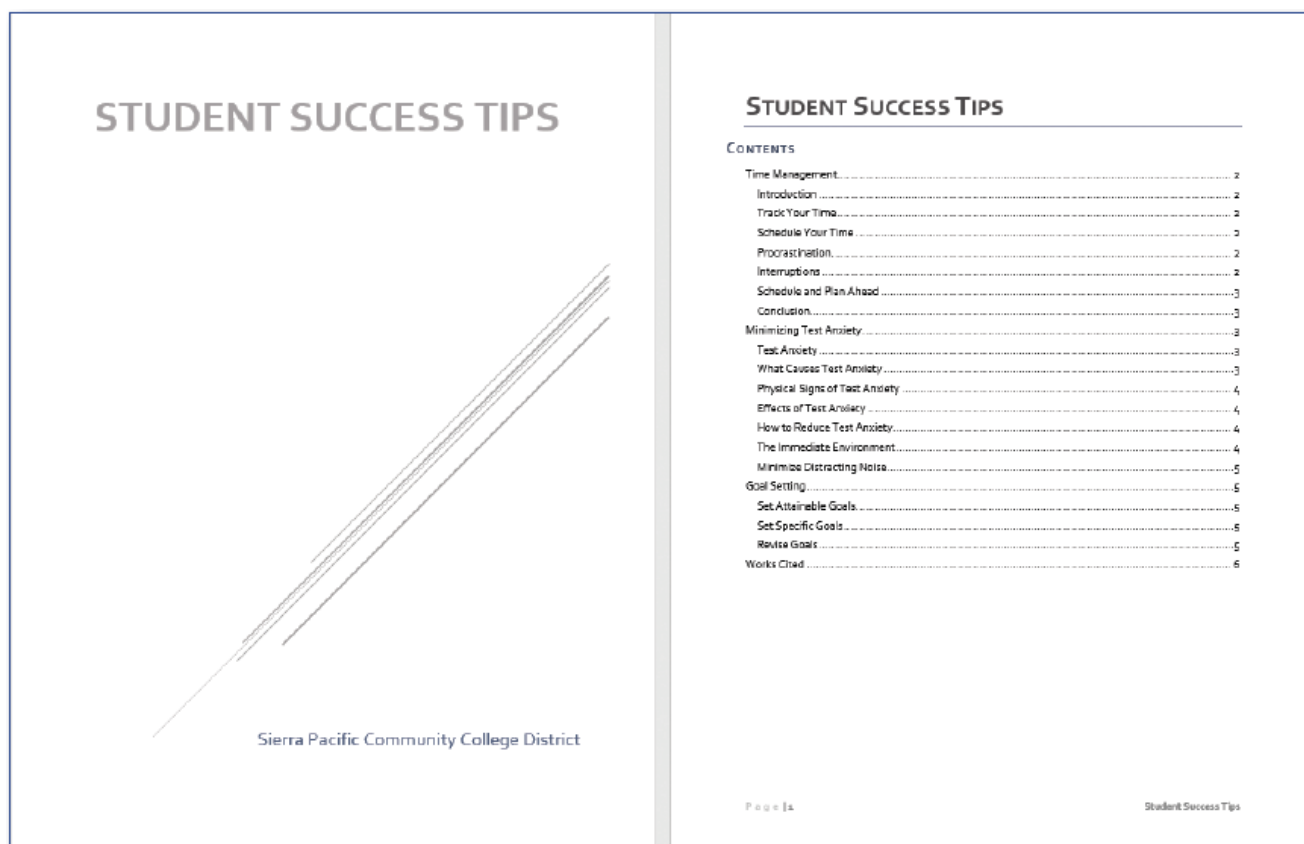 STUDENT SUCCESS TIPS
Sierra Pacific Community College District
STUDENT SUCCESS TIPS
CONTENTS
Time Management 2
Introduction 2
Track Your Time 2
Schedule Your Time 2
Procrastination 2
Interruptions 2
Schedule and Plan Ahead 3
Conclusion 3
Minimizing Test Anxiety 3
Test Anxiety 3
What Causes Test Anxiety 3
Physical Signs of Test Anxiety 4
Effects of Test Anxiety 4
How to Reduce Test Anxiety 4
The Immediate Environment 4
Minimize Distracting Noise 5
Goal Setting 5
Set Attainable Goals 5
Set Specific Goals 5
Revise Goals 5
Works Cited 6
Page | 1 Student Success Tips